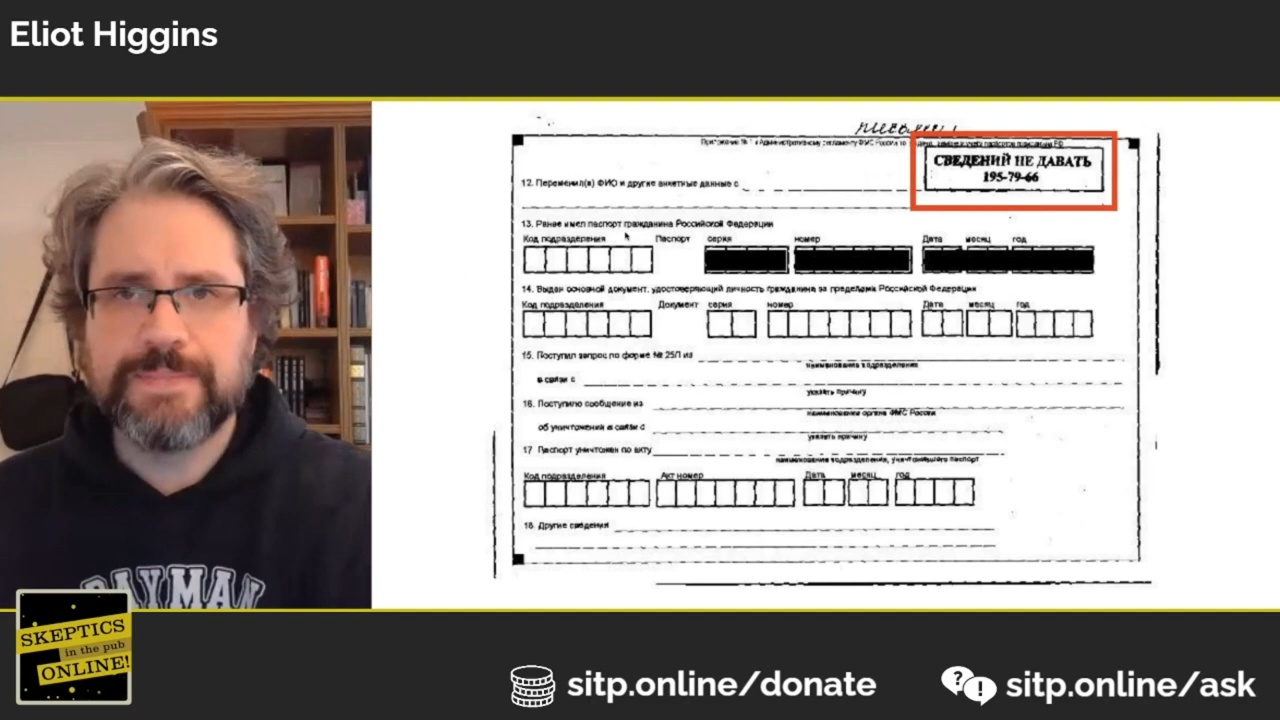 Eliot Higgins
СВЕДЕНИЙ НЕ ДАВАТЬ
195-79-66
12. Переменил(а) ФИО и другие анкетные данные с
13. Ранее имел паспорт гражданина Российской Федерации
Код подразделения Паспорт серия номер Дата месяц год
14. Выдан основной документ, удостоверяющий личность гражданина за пределами Российской Федерации
Код подразделения Документ серия номер Дата месяц год
15. Поступил запрос по форме № 25П из
наименование подразделения
в связи с
указать причину
16. Поступило сообщение из
наименование органа ФМС России
об уничтожении в связи с
указать причину
17 Паспорт уничтожен по акту
наименование подразделения, уничтожившего паспорт
Код подразделения Акт номер Дата месяц год
18. Другие сведения
BAYMAN
SKEPTICS
in the pub
ONLINE!
sitp.online/donate
sitp.online/ask